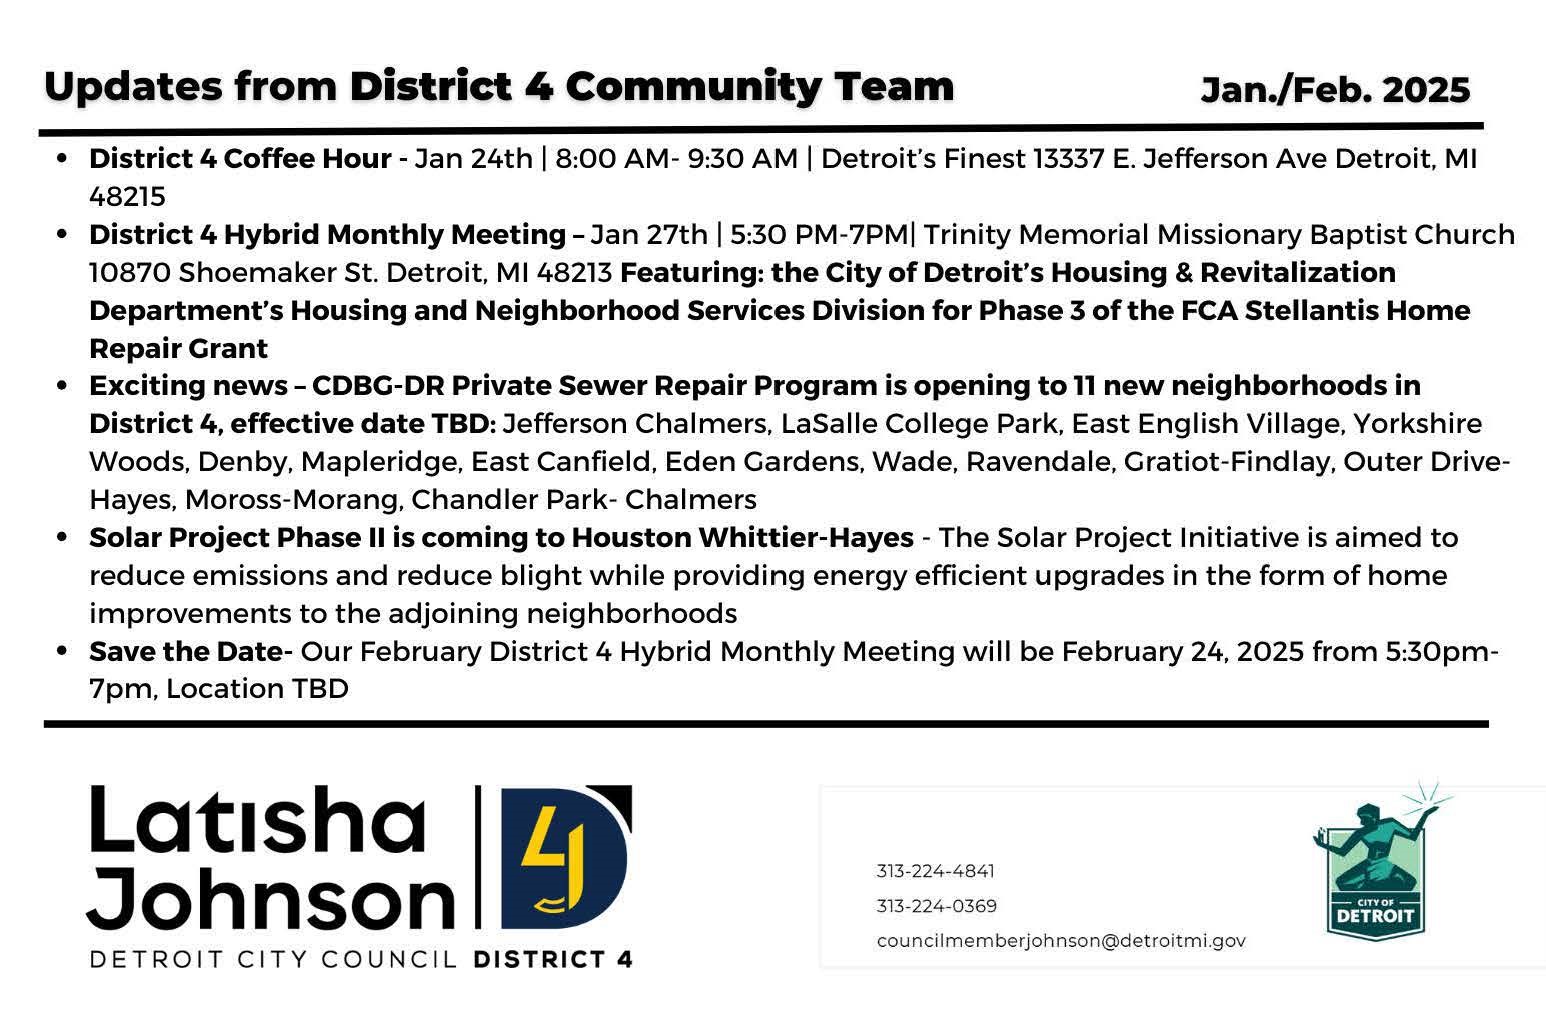 Updates from District 4 Community Team
Jan./Feb. 2025
• District 4 Coffee Hour - Jan 24th | 8:00 AM- 9:30 AM | Detroit’s Finest 13337 E. Jefferson Ave Detroit, MI
48215
• District 4 Hybrid Monthly Meeting – Jan 27th | 5:30 PM-7PM| Trinity Memorial Missionary Baptist Church
10870 Shoemaker St. Detroit, MI 48213 Featuring: the City of Detroit’s Housing & Revitalization
Department’s Housing and Neighborhood Services Division for Phase 3 of the FCA Stellantis Home
Repair Grant
• Exciting news – CDBG-DR Private Sewer Repair Program is opening to 11 new neighborhoods in
District 4, effective date TBD: Jefferson Chalmers, LaSalle College Park, East English Village, Yorkshire
Woods, Denby, Mapleridge, East Canfield, Eden Gardens, Wade, Ravendale, Gratiot-Findlay, Outer Drive-
Hayes, Moross-Morang, Chandler Park- Chalmers
• Solar Project Phase II is coming to Houston Whittier-Hayes - The Solar Project Initiative is aimed to
reduce emissions and reduce blight while providing energy efficient upgrades in the form of home
improvements to the adjoining neighborhoods
• Save the Date- Our February District 4 Hybrid Monthly Meeting will be February 24, 2025 from 5:30pm-
7pm, Location TBD
Latisha
Johnson
4
DETROIT CITY COUNCIL DISTRICT 4
313-224-4841
313-224-0369
councilmemberjohnson@detroitmi.gov
CITY OF
DETROIT